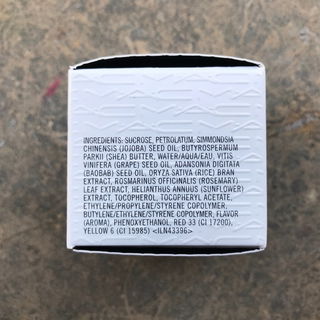 INGREDIENTS: SUCROSE, PETROLATUM, SIMMONDSIA
CHINENSIS (JOJOBA) SEED OIL, BUTYROSPERMUM
PARKII (SHEA) BUTTER, WATER/AQUA/EAU, VITIS
VINIFERA (GRAPE) SEED OIL, ADANSONIA DIGITATA
(BAOBAB) SEED OIL, ORYZA SATIVA (RICE) BRAN
EXTRACT, ROSMARINUS OFFICINALIS (ROSEMARY)
LEAF EXTRACT, HELIANTHUS ANNUUS (SUNFLOWER)
EXTRACT, TOCOPHEROL, TOCOPHERYL ACETATE,
ETHYLENE/PROPYLENE/STYRENE COPOLYMER,
BUTYLENE/ETHYLENE/STYRENE COPOLYMER, FLAVOR
(AROMA), PHENOXYETHANOL, RED 33 (CI 17200),
YELLOW 6 (CI 15985) <ILN43396>